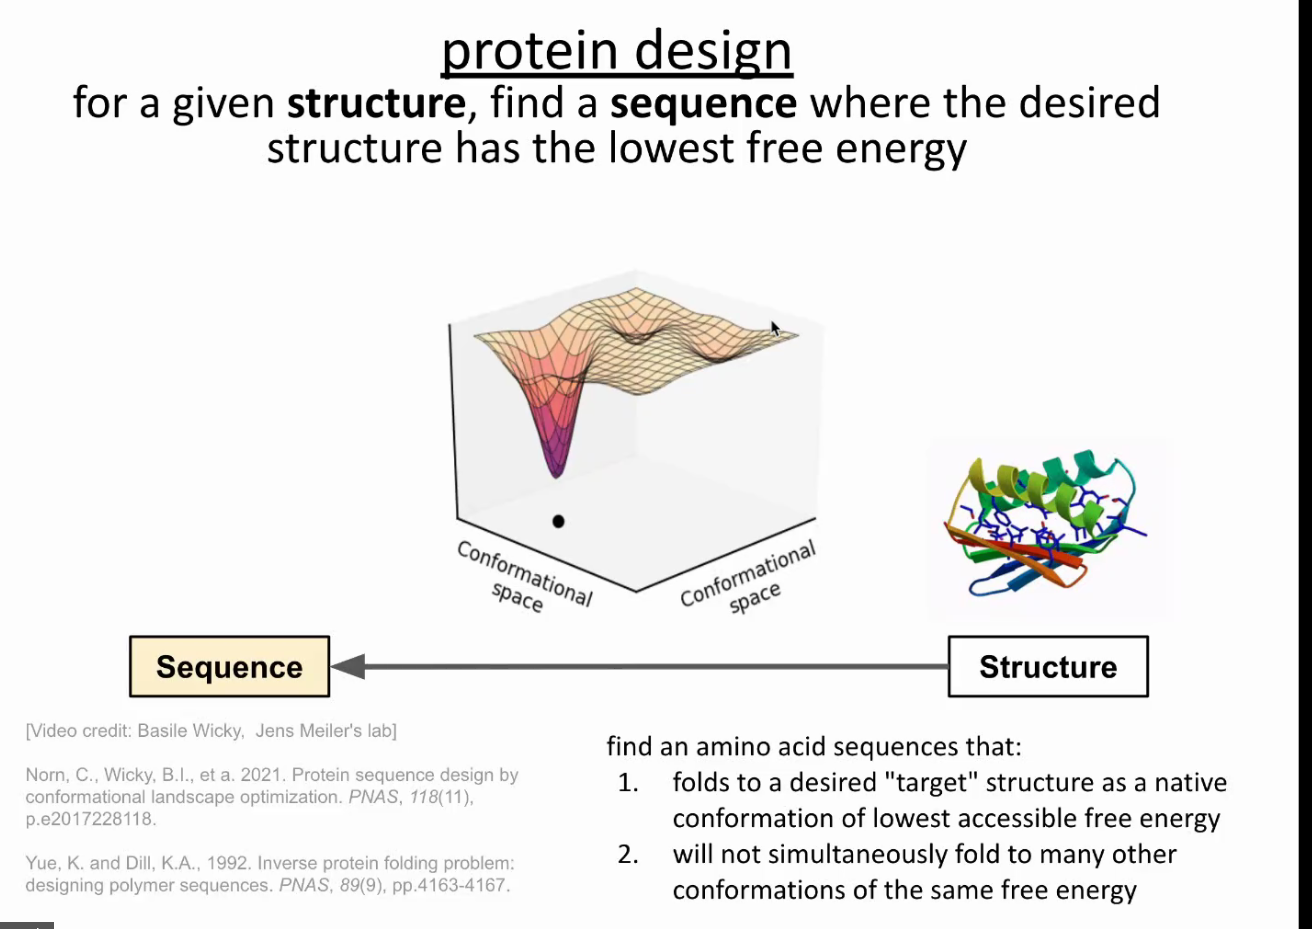 protein design
for a given structure, find a sequence where the desired
structure has the lowest free energy
Conformational
space
Conformational
space
Sequence
Structure
[Video credit: Basile Wicky, Jens Meiler's lab]
Norn, C., Wicky, B.I., et a. 2021. Protein sequence design by
conformational landscape optimization. PNAS, 118(11),
p.e2017228118.
Yue, K. and Dill, K.A., 1992. Inverse protein folding problem:
designing polymer sequences. PNAS, 89(9), pp.4163-4167.
find an amino acid sequences that:
1. folds to a desired "target" structure as a native
conformation of lowest accessible free energy
2. will not simultaneously fold to many other
conformations of the same free energy